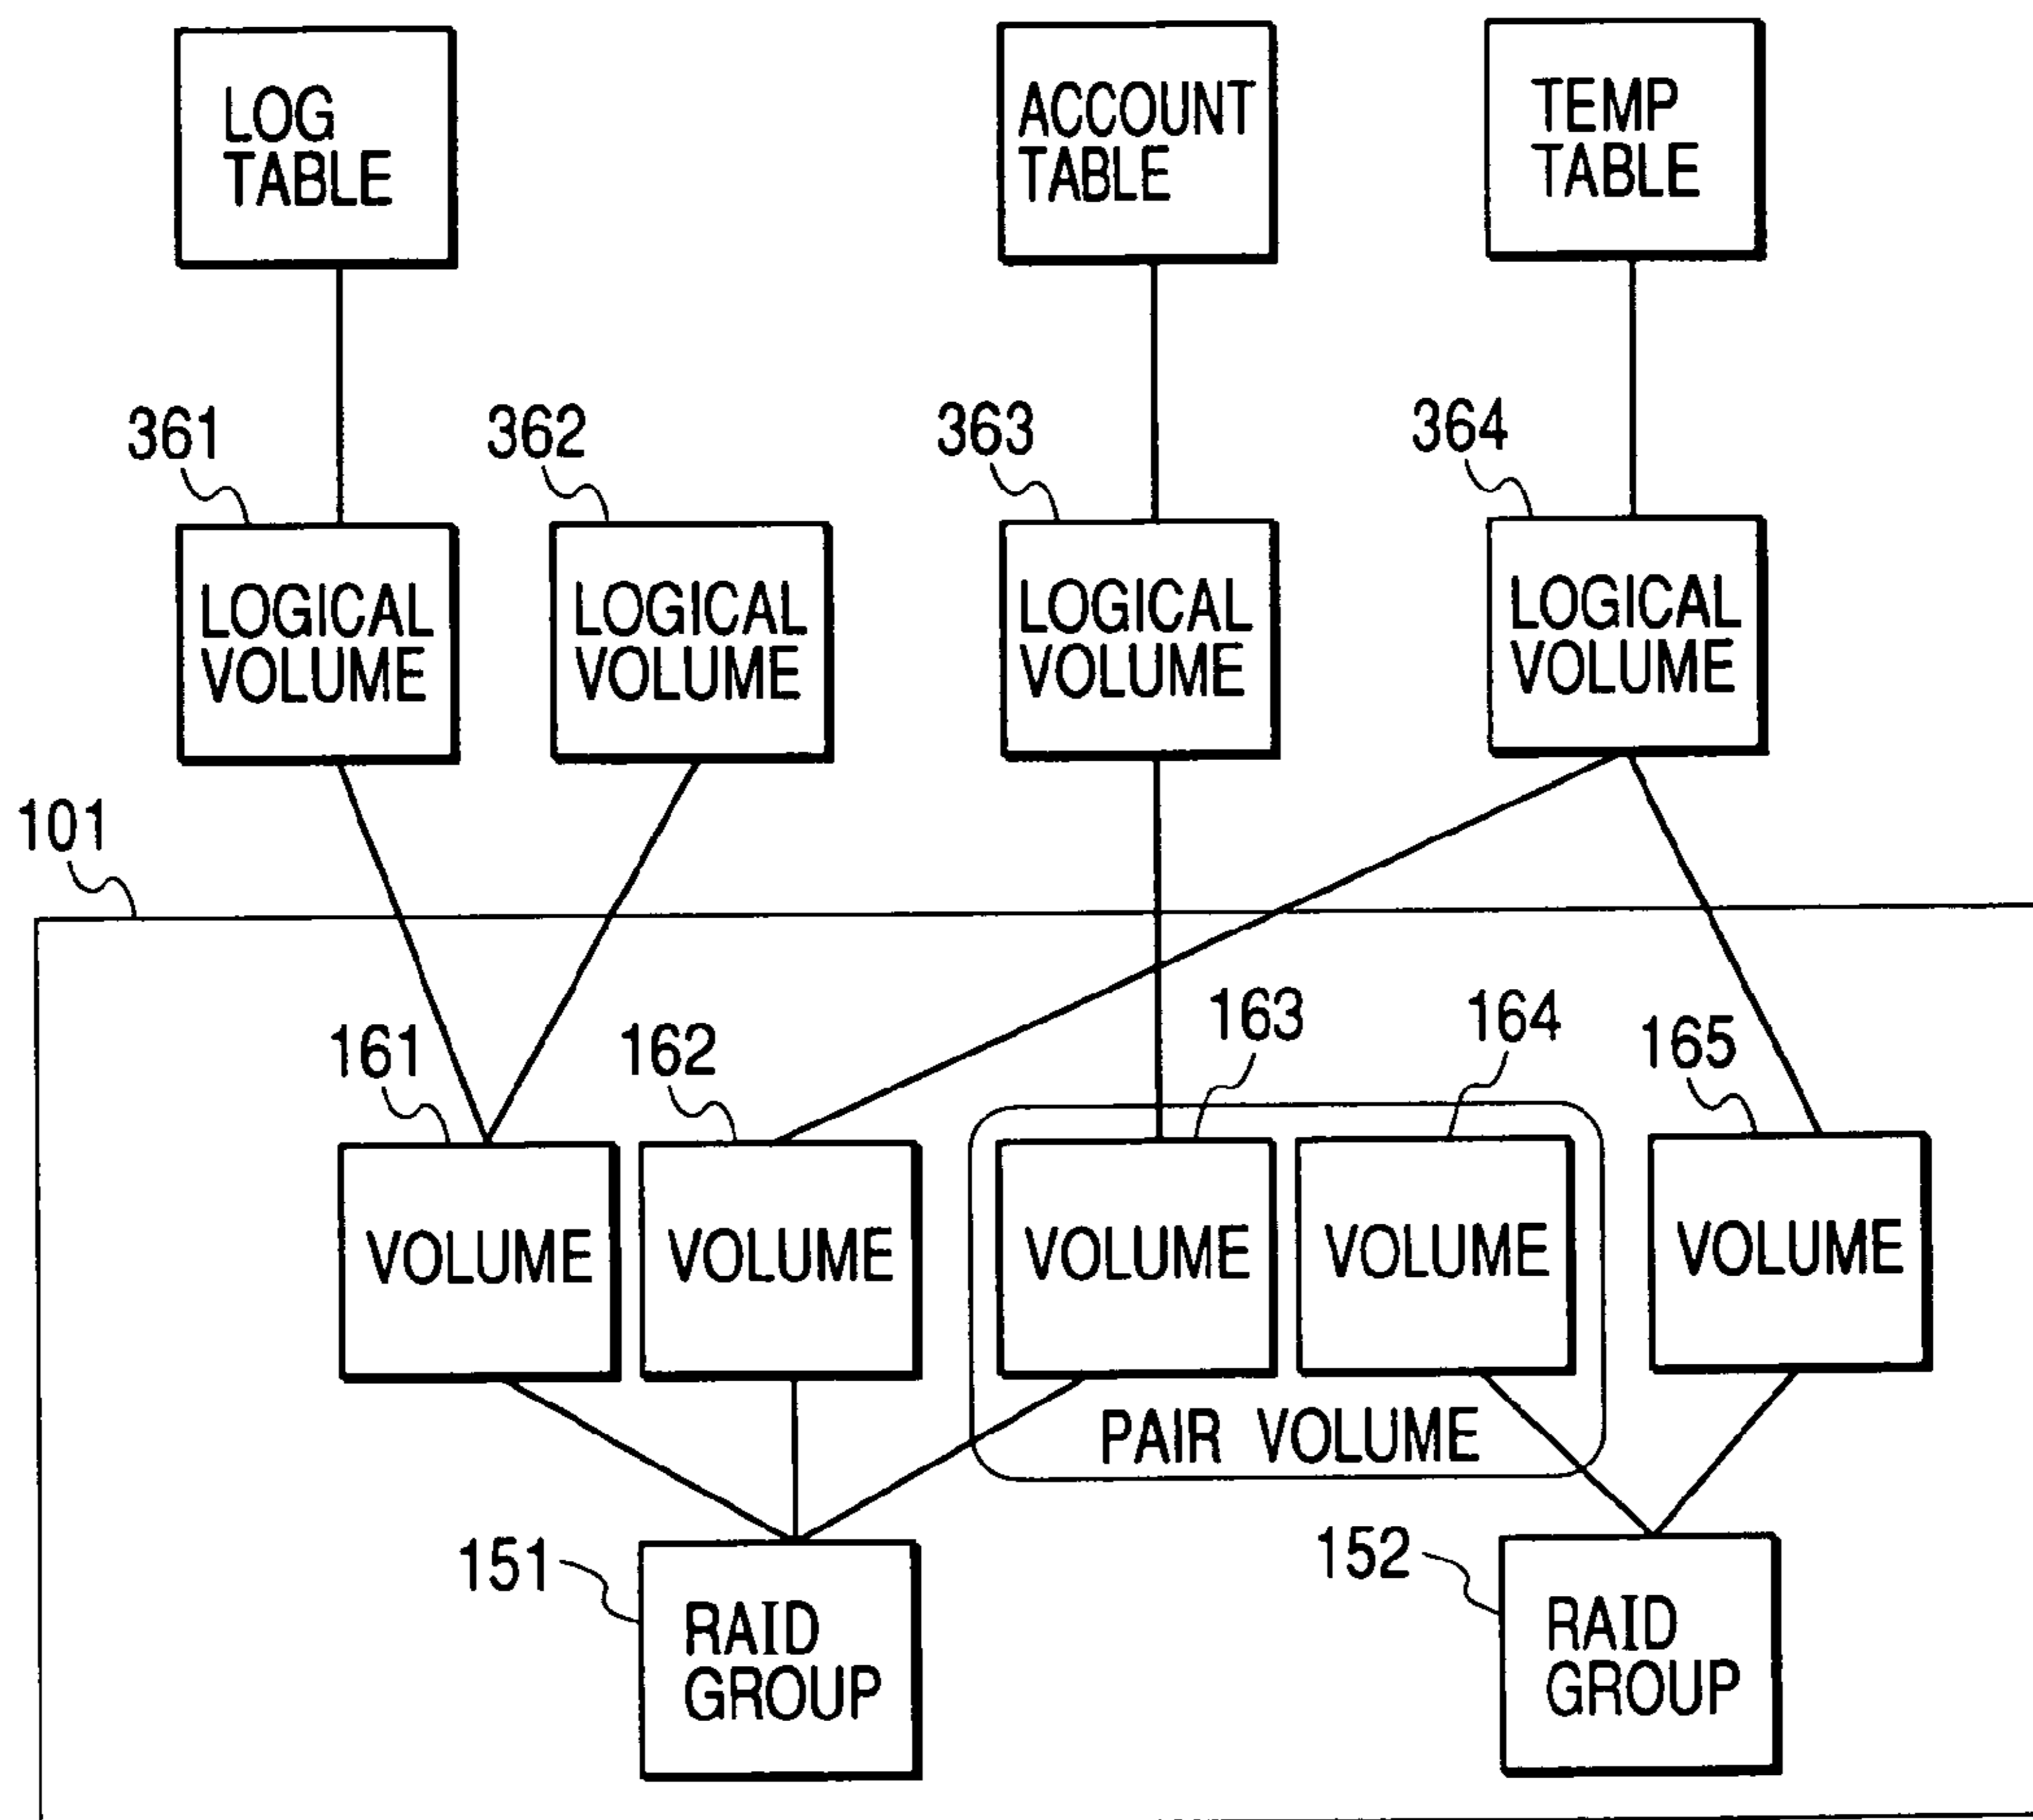 LOG
TABLE
ACCOUNT
TABLE
TEMP
TABLE
361
362
363
364
LOGICAL
VOLUME
LOGICAL
VOLUME
LOGICAL
VOLUME
LOGICAL
VOLUME
101
161
162
163
164
165
VOLUME
VOLUME
VOLUME
VOLUME
VOLUME
PAIR VOLUME
151
152
RAID
GROUP
RAID
GROUP